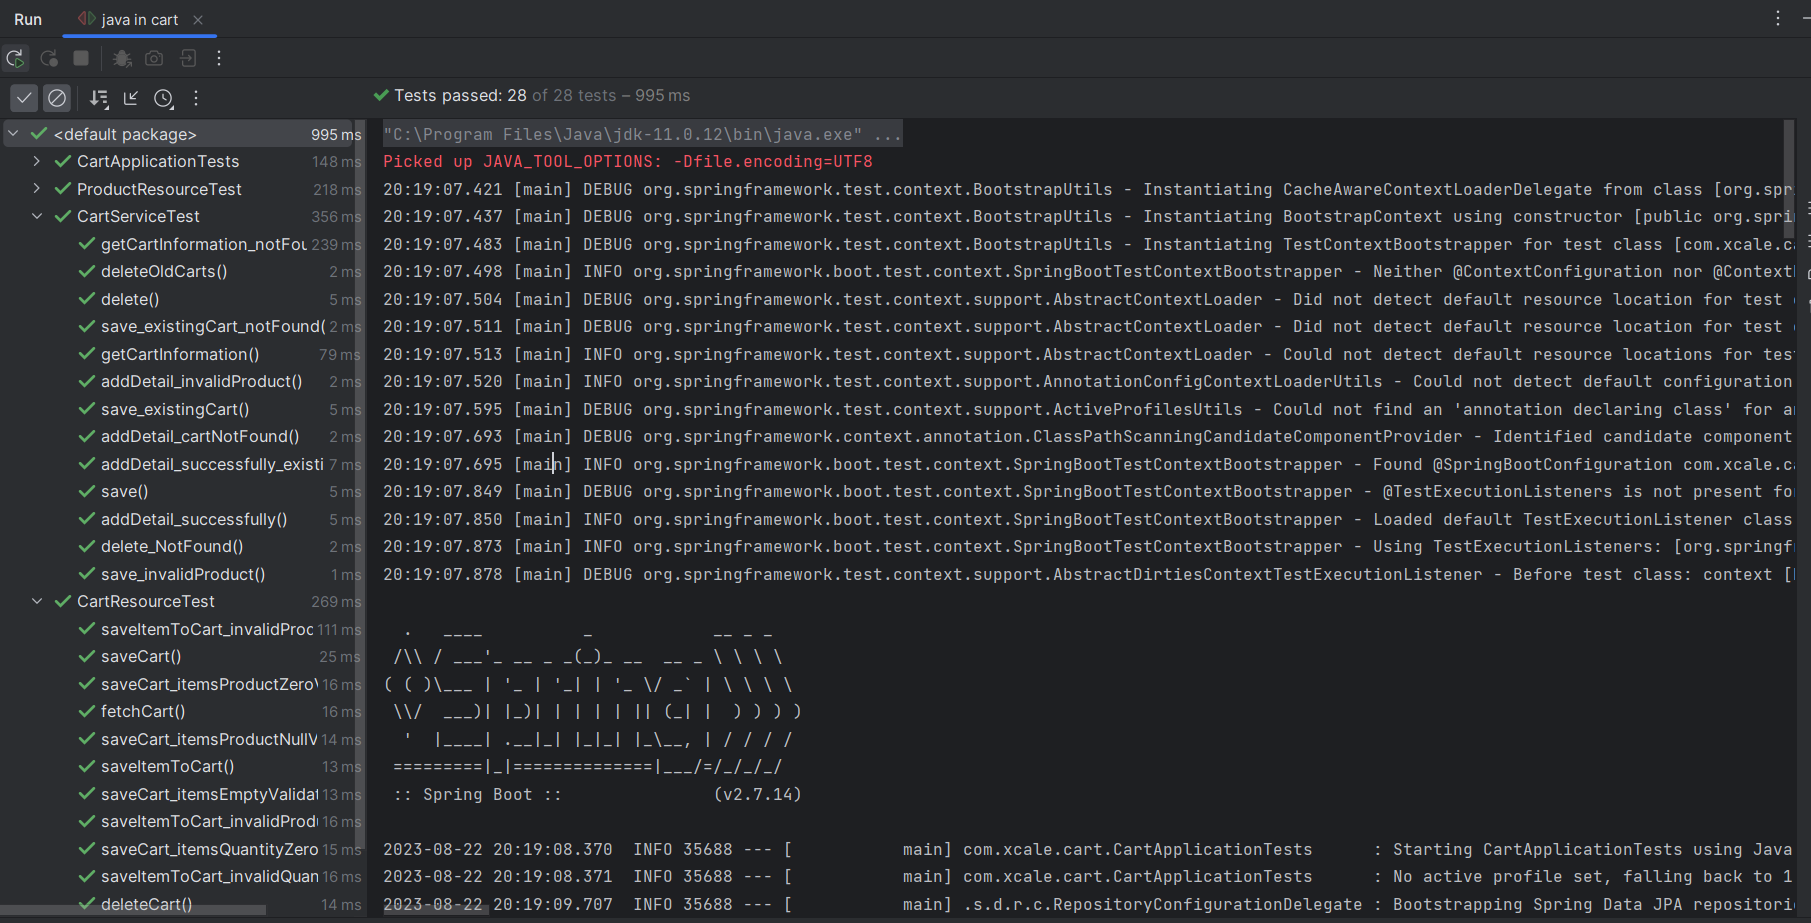 Run java in cart
Tests passed: 28 of 28 tests – 995 ms
<default package> 995 ms
CartApplicationTests 148 ms
ProductResourceTest 218 ms
CartServiceTest 356 ms
getCartInformation_notFou 239 ms
deleteOldCarts() 2 ms
delete() 5 ms
save_existingCart_notFound( 2 ms
getCartInformation() 79 ms
addDetail_invalidProduct() 2 ms
save_existingCart() 5 ms
addDetail_cartNotFound() 2 ms
addDetail_successfully_existi 7 ms
save() 5 ms
addDetail_successfully() 5 ms
delete_NotFound() 2 ms
save_invalidProduct() 1 ms
CartResourceTest 269 ms
saveItemToCart_invalidProd 111 ms
saveCart() 25 ms
saveCart_itemsProductZeroV 16 ms
fetchCart() 16 ms
saveCart_itemsProductNullV 14 ms
saveItemToCart() 13 ms
saveCart_itemsEmptyValidat 13 ms
saveItemToCart_invalidProdu 16 ms
saveCart_itemsQuantityZero 15 ms
saveItemToCart_invalidQuan 16 ms
deleteCart() 14 ms
"C:\Program Files\Java\jdk-11.0.12\bin\java.exe" ...
Picked up JAVA_TOOL_OPTIONS: -Dfile.encoding=UTF8
20:19:07.421 [main] DEBUG org.springframework.test.context.BootstrapUtils - Instantiating CacheAwareContextLoaderDelegate from class [org.spr
20:19:07.437 [main] DEBUG org.springframework.test.context.BootstrapUtils - Instantiating BootstrapContext using constructor [public org.spri
20:19:07.483 [main] DEBUG org.springframework.test.context.BootstrapUtils - Instantiating TestContextBootstrapper for test class [com.xcale.ca
20:19:07.498 [main] INFO org.springframework.boot.test.context.SpringBootTestContextBootstrapper - Neither @ContextConfiguration nor @ContextH
20:19:07.504 [main] DEBUG org.springframework.test.context.support.AbstractContextLoader - Did not detect default resource location for test
20:19:07.511 [main] DEBUG org.springframework.test.context.support.AbstractContextLoader - Did not detect default resource location for test
20:19:07.513 [main] INFO org.springframework.test.context.support.AbstractContextLoader - Could not detect default resource locations for tes
20:19:07.520 [main] INFO org.springframework.test.context.support.AnnotationConfigContextLoaderUtils - Could not detect default configuration
20:19:07.595 [main] DEBUG org.springframework.test.context.support.ActiveProfilesUtils - Could not find an 'annotation declaring class' for an
20:19:07.693 [main] DEBUG org.springframework.context.annotation.ClassPathScanningCandidateComponentProvider - Identified candidate component
20:19:07.695 [main] INFO org.springframework.boot.test.context.SpringBootTestContextBootstrapper - Found @SpringBootConfiguration com.xcale.ca
20:19:07.849 [main] DEBUG org.springframework.boot.test.context.SpringBootTestContextBootstrapper - @TestExecutionListeners is not present fo
20:19:07.850 [main] INFO org.springframework.boot.test.context.SpringBootTestContextBootstrapper - Loaded default TestExecutionListener class
20:19:07.873 [main] INFO org.springframework.boot.test.context.SpringBootTestContextBootstrapper - Using TestExecutionListeners: [org.springf
20:19:07.878 [main] DEBUG org.springframework.test.context.support.AbstractDirtiesContextTestExecutionListener - Before test class: context [
  .   ____          _            __ _ _
 /\\ / ___'_ __ _ _(_)_ __  __ _ \ \ \ \
( ( )\___ | '_ | '_| | '_ \/ _` | \ \ \ \
 \\/  ___)| |_)| | | | | || (_| |  ) ) ) )
  '  |____| .__|_| |_|_| |_\__, | / / / /
 =========|_|==============|___/=/_/_/_/
 :: Spring Boot ::               (v2.7.14)
2023-08-22 20:19:08.370  INFO 35688 --- [           main] com.xcale.cart.CartApplicationTests      : Starting CartApplicationTests using Java
2023-08-22 20:19:08.371  INFO 35688 --- [           main] com.xcale.cart.CartApplicationTests      : No active profile set, falling back to 1
2023-08-22 20:19:09.707  INFO 35688 --- [           main] .s.d.r.c.RepositoryConfigurationDelegate : Bootstrapping Spring Data JPA repositori